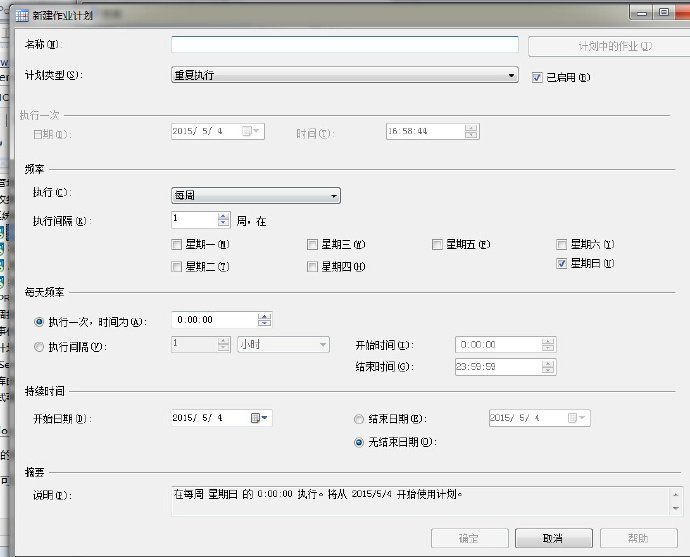 新建作业计划
名称(N):
计划中的作业(J)
计划类型(S): 重复执行 已启用(B)
执行一次
日期(D): 2015/ 5/ 4 时间(T): 16:58:44
频率
执行(C): 每周
执行间隔(R): 1 周，在
星期一(M) 星期三(W) 星期五(F) 星期六(Y)
星期二(T) 星期四(H) 星期日(U)
每天频率
执行一次，时间为(A): 0:00:00
执行间隔(V): 1 小时 开始时间(I): 0:00:00
结束时间(G): 23:59:59
持续时间
开始日期(D): 2015/ 5/ 4 结束日期(E): 2015/ 5/ 4
无结束日期(O):
摘要
说明(P): 在每周 星期日 的 0:00:00 执行。将从 2015/5/4 开始使用计划。
确定 取消 帮助